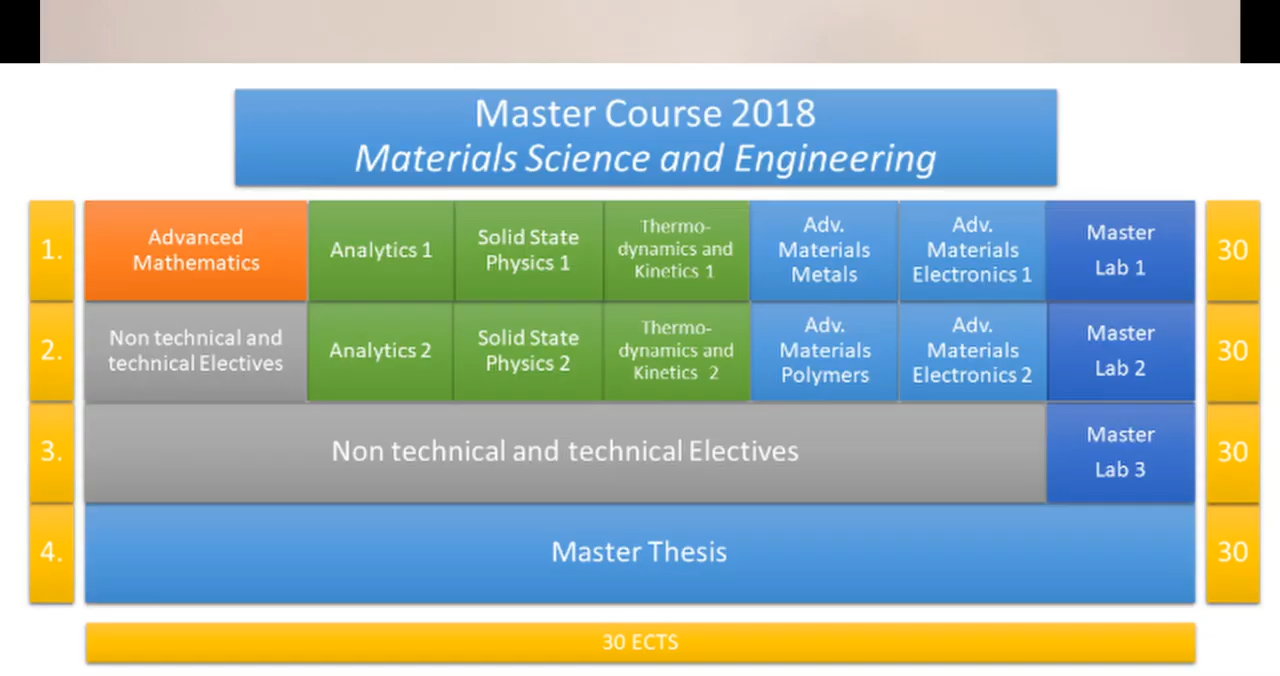 Master Course 2018
Materials Science and Engineering
1.
Advanced
Mathematics
Analytics 1
Solid State
Physics 1
Thermo-
dynamics and
Kinetics 1
Adv.
Materials
Metals
Adv.
Materials
Electronics 1
Master
Lab 1
30
2.
Non technical and
technical Electives
Analytics 2
Solid State
Physics 2
Thermo-
dynamics and
Kinetics 2
Adv.
Materials
Polymers
Adv.
Materials
Electronics 2
Master
Lab 2
30
3.
Non technical and technical Electives
Master
Lab 3
30
4.
Master Thesis
30
30 ECTS